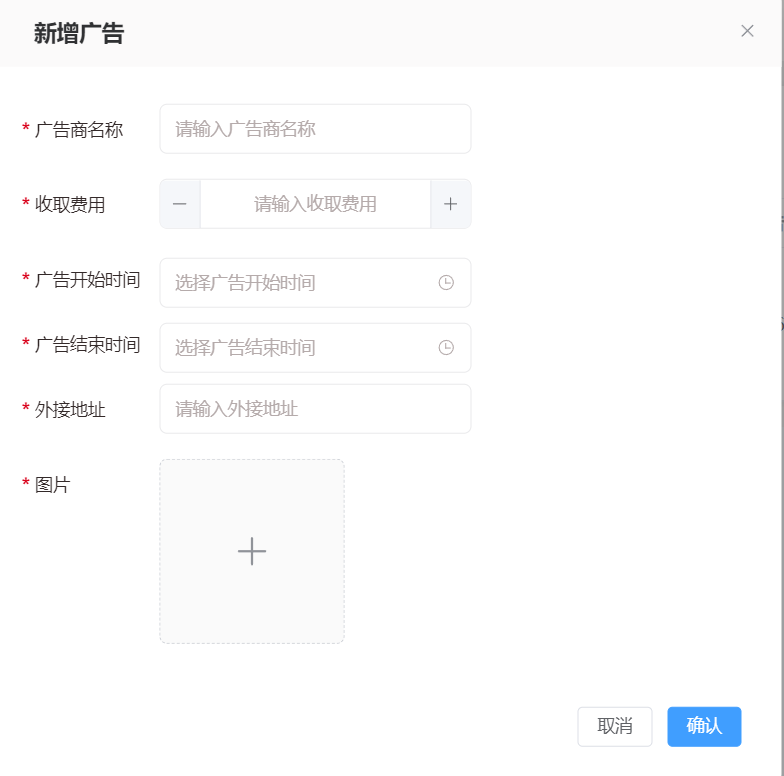 新增广告
* 广告商名称 请输入广告商名称
* 收取费用 请输入收取费用
* 广告开始时间 选择广告开始时间
* 广告结束时间 选择广告结束时间
* 外接地址 请输入外接地址
* 图片
取消 确认